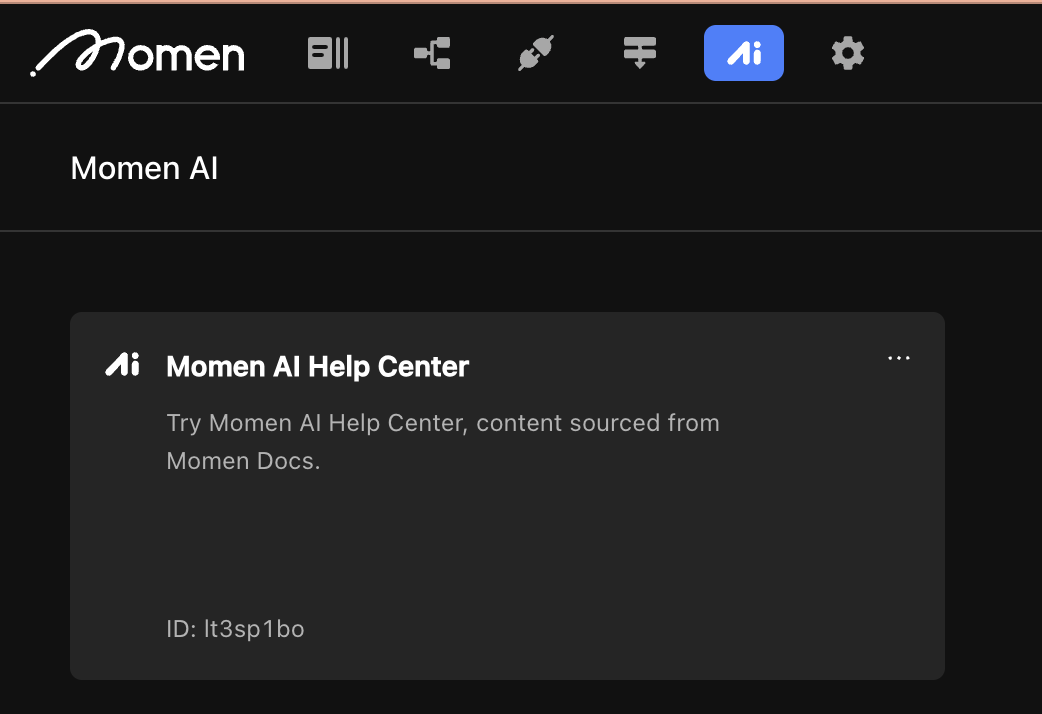 Momen
Ai
Momen AI
Ai
Momen AI Help Center
...
Try Momen AI Help Center, content sourced from
Momen Docs.
ID: lt3sp1bo